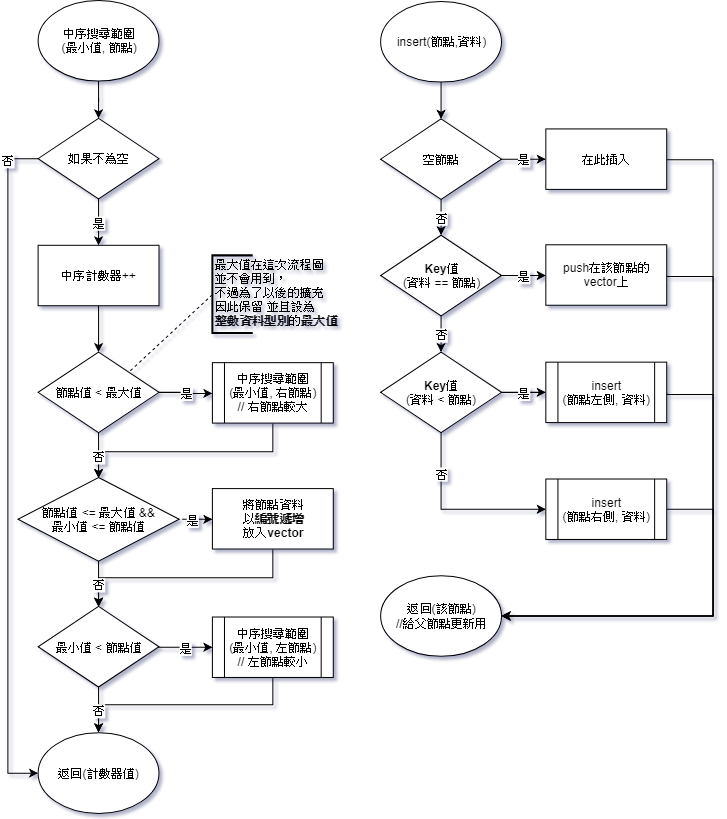 中序搜尋範圍
(最小值, 節點)
如果不為空
否
是
中序計數器++
最大值在這次流程圖
並不會用到，
不過為了以後的擴充
因此保留 並且設為
整數資料型別的最大值
節點值 < 最大值
是
中序搜尋範圍
(最小值, 右節點)
// 右節點較大
否
節點值 <= 最大值 &&
最小值 <= 節點值
是
將節點資料
以編號遞增
放入vector
否
最小值 < 節點值
是
中序搜尋範圍
(最小值, 左節點)
// 左節點較小
否
返回(計數器值)
insert(節點,資料)
空節點
是
在此插入
否
Key值
(資料 == 節點)
是
push在該節點的
vector上
否
Key值
(資料 < 節點)
是
insert
(節點左側, 資料)
否
insert
(節點右側, 資料)
返回(該節點)
//給父節點更新用